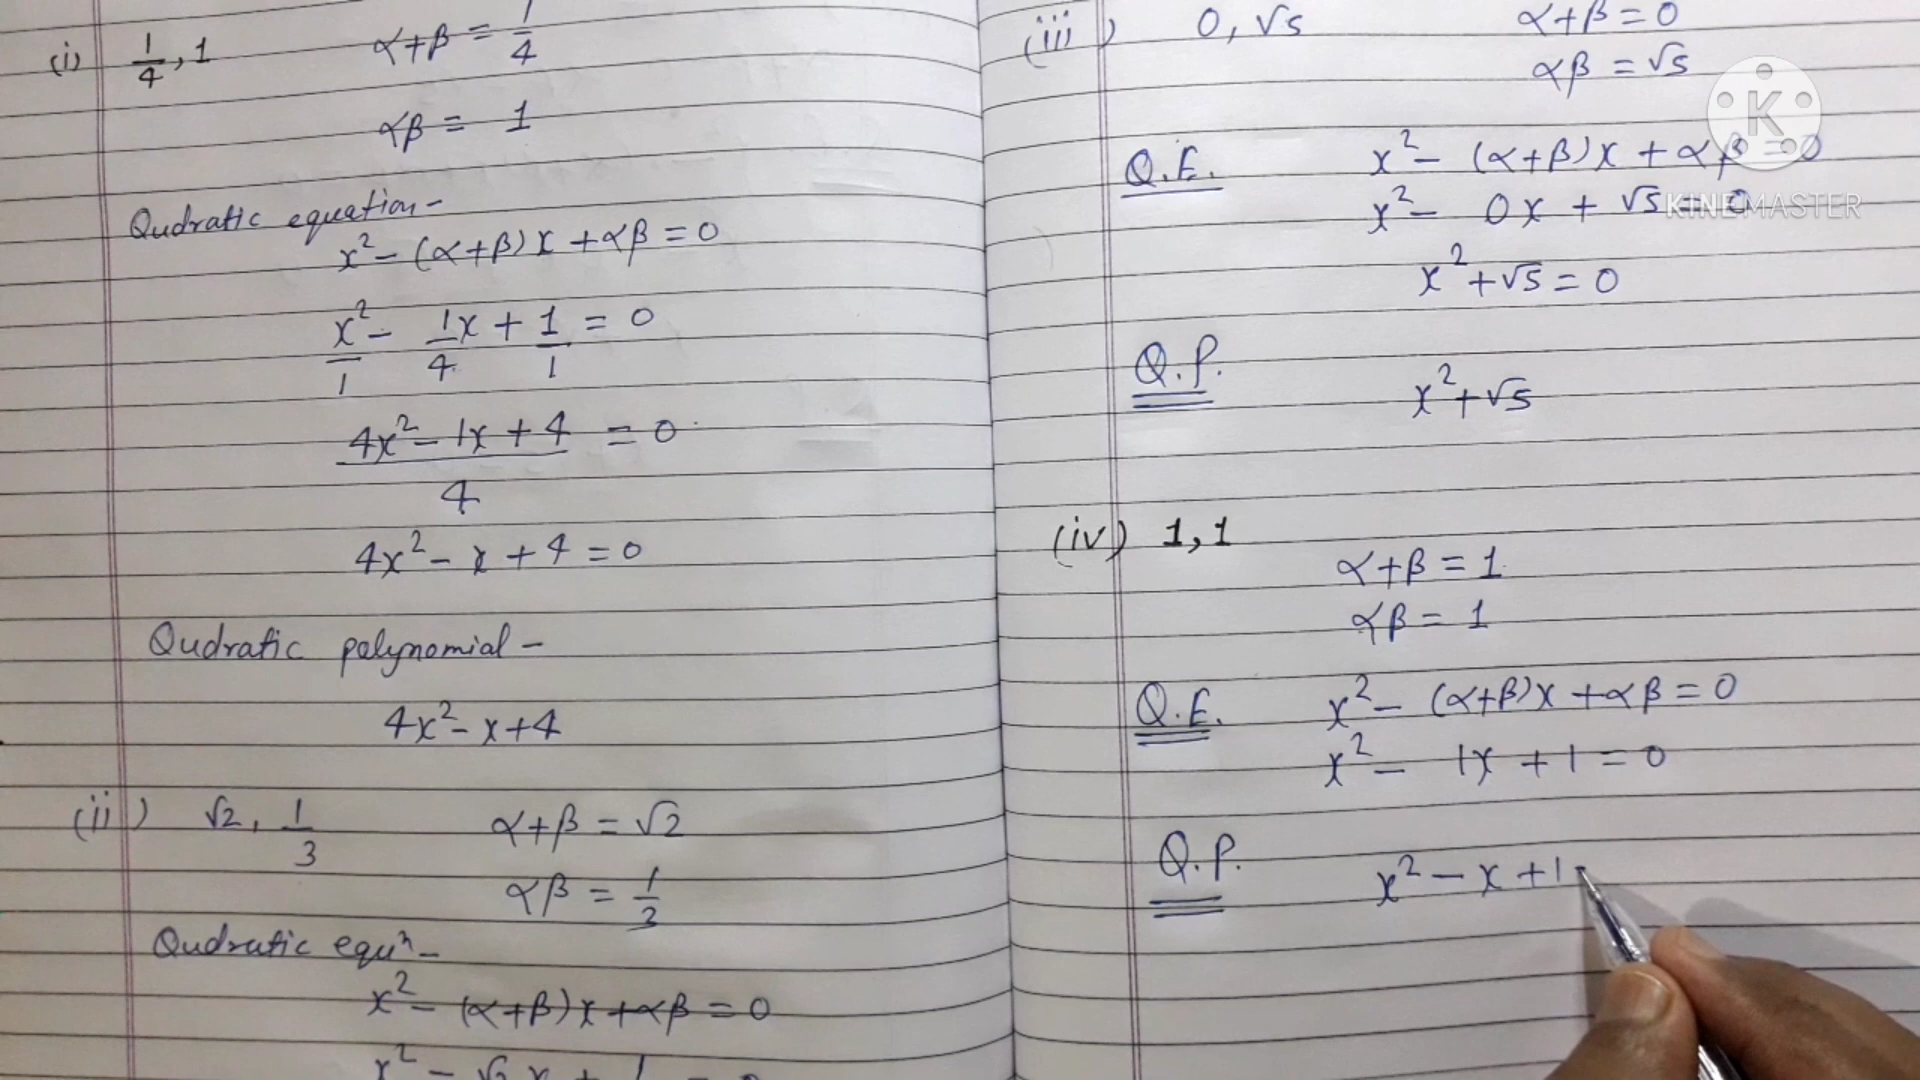 (i) 1/4, 1 α+β = 1/4
αβ = 1
Qudratic equation-
x² - (α+β)x + αβ = 0
x²/1 - 1x/4 + 1/1 = 0
4x² - 1x + 4 / 4 = 0
4x² - x + 4 = 0
Qudratic polynomial -
4x² - x + 4
(ii) √2, 1/3 α+β = √2
αβ = 1/3
Qudratic equⁿ-
x² - (α+β)x + αβ = 0
x² - √2 x + 1
(iii) 0, √5 α+β = 0
αβ = √5
Q.E. x² - (α+β)x + αβ = 0
x² - 0x + √5 = 0
x² + √5 = 0
Q.P. x² + √5
(iv) 1, 1
α+β = 1
αβ = 1
Q.E. x² - (α+β)x + αβ = 0
x² - 1x + 1 = 0
Q.P. x² - x + 1
K
KINEMASTER